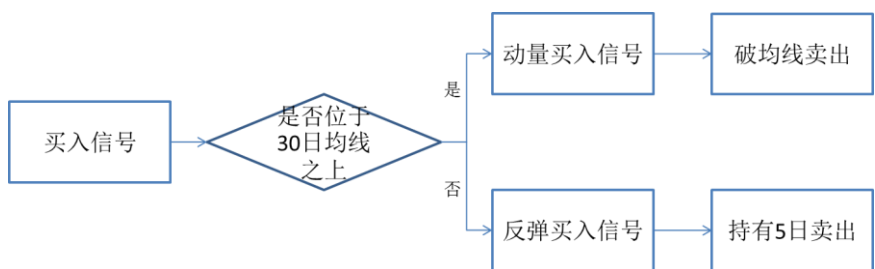 买入信号
是否位于
30日均线
之上
是
动量买入信号
破均线卖出
否
反弹买入信号
持有5日卖出